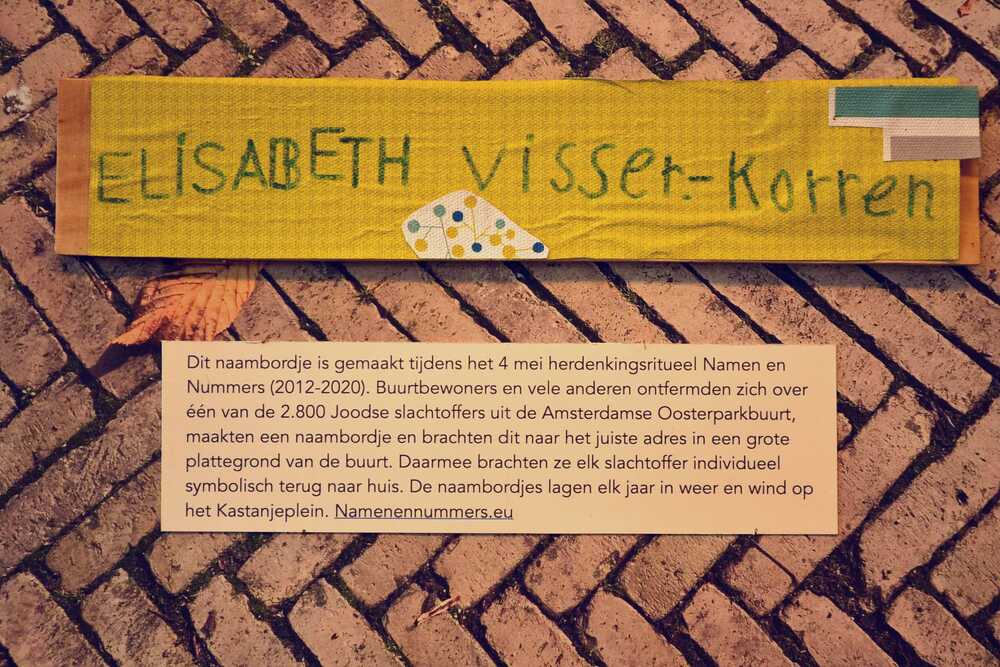 ELiSABETH Visser.-Korren
Dit naambordje is gemaakt tijdens het 4 mei herdenkingsritueel Namen en
Nummers (2012-2020). Buurtbewoners en vele anderen ontfermden zich over
één van de 2.800 Joodse slachtoffers uit de Amsterdamse Oosterparkbuurt,
maakten een naambordje en brachten dit naar het juiste adres in een grote
plattegrond van de buurt. Daarmee brachten ze elk slachtoffer individueel
symbolisch terug naar huis. De naambordjes lagen elk jaar in weer en wind op
het Kastanjeplein. Namenennummers.eu